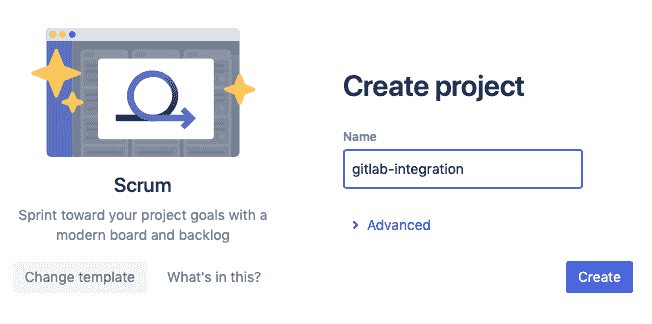 Scrum
Sprint toward your project goals with a
modern board and backlog
Change template
What's in this?
Create project
Name
gitlab-integration
Advanced
Create